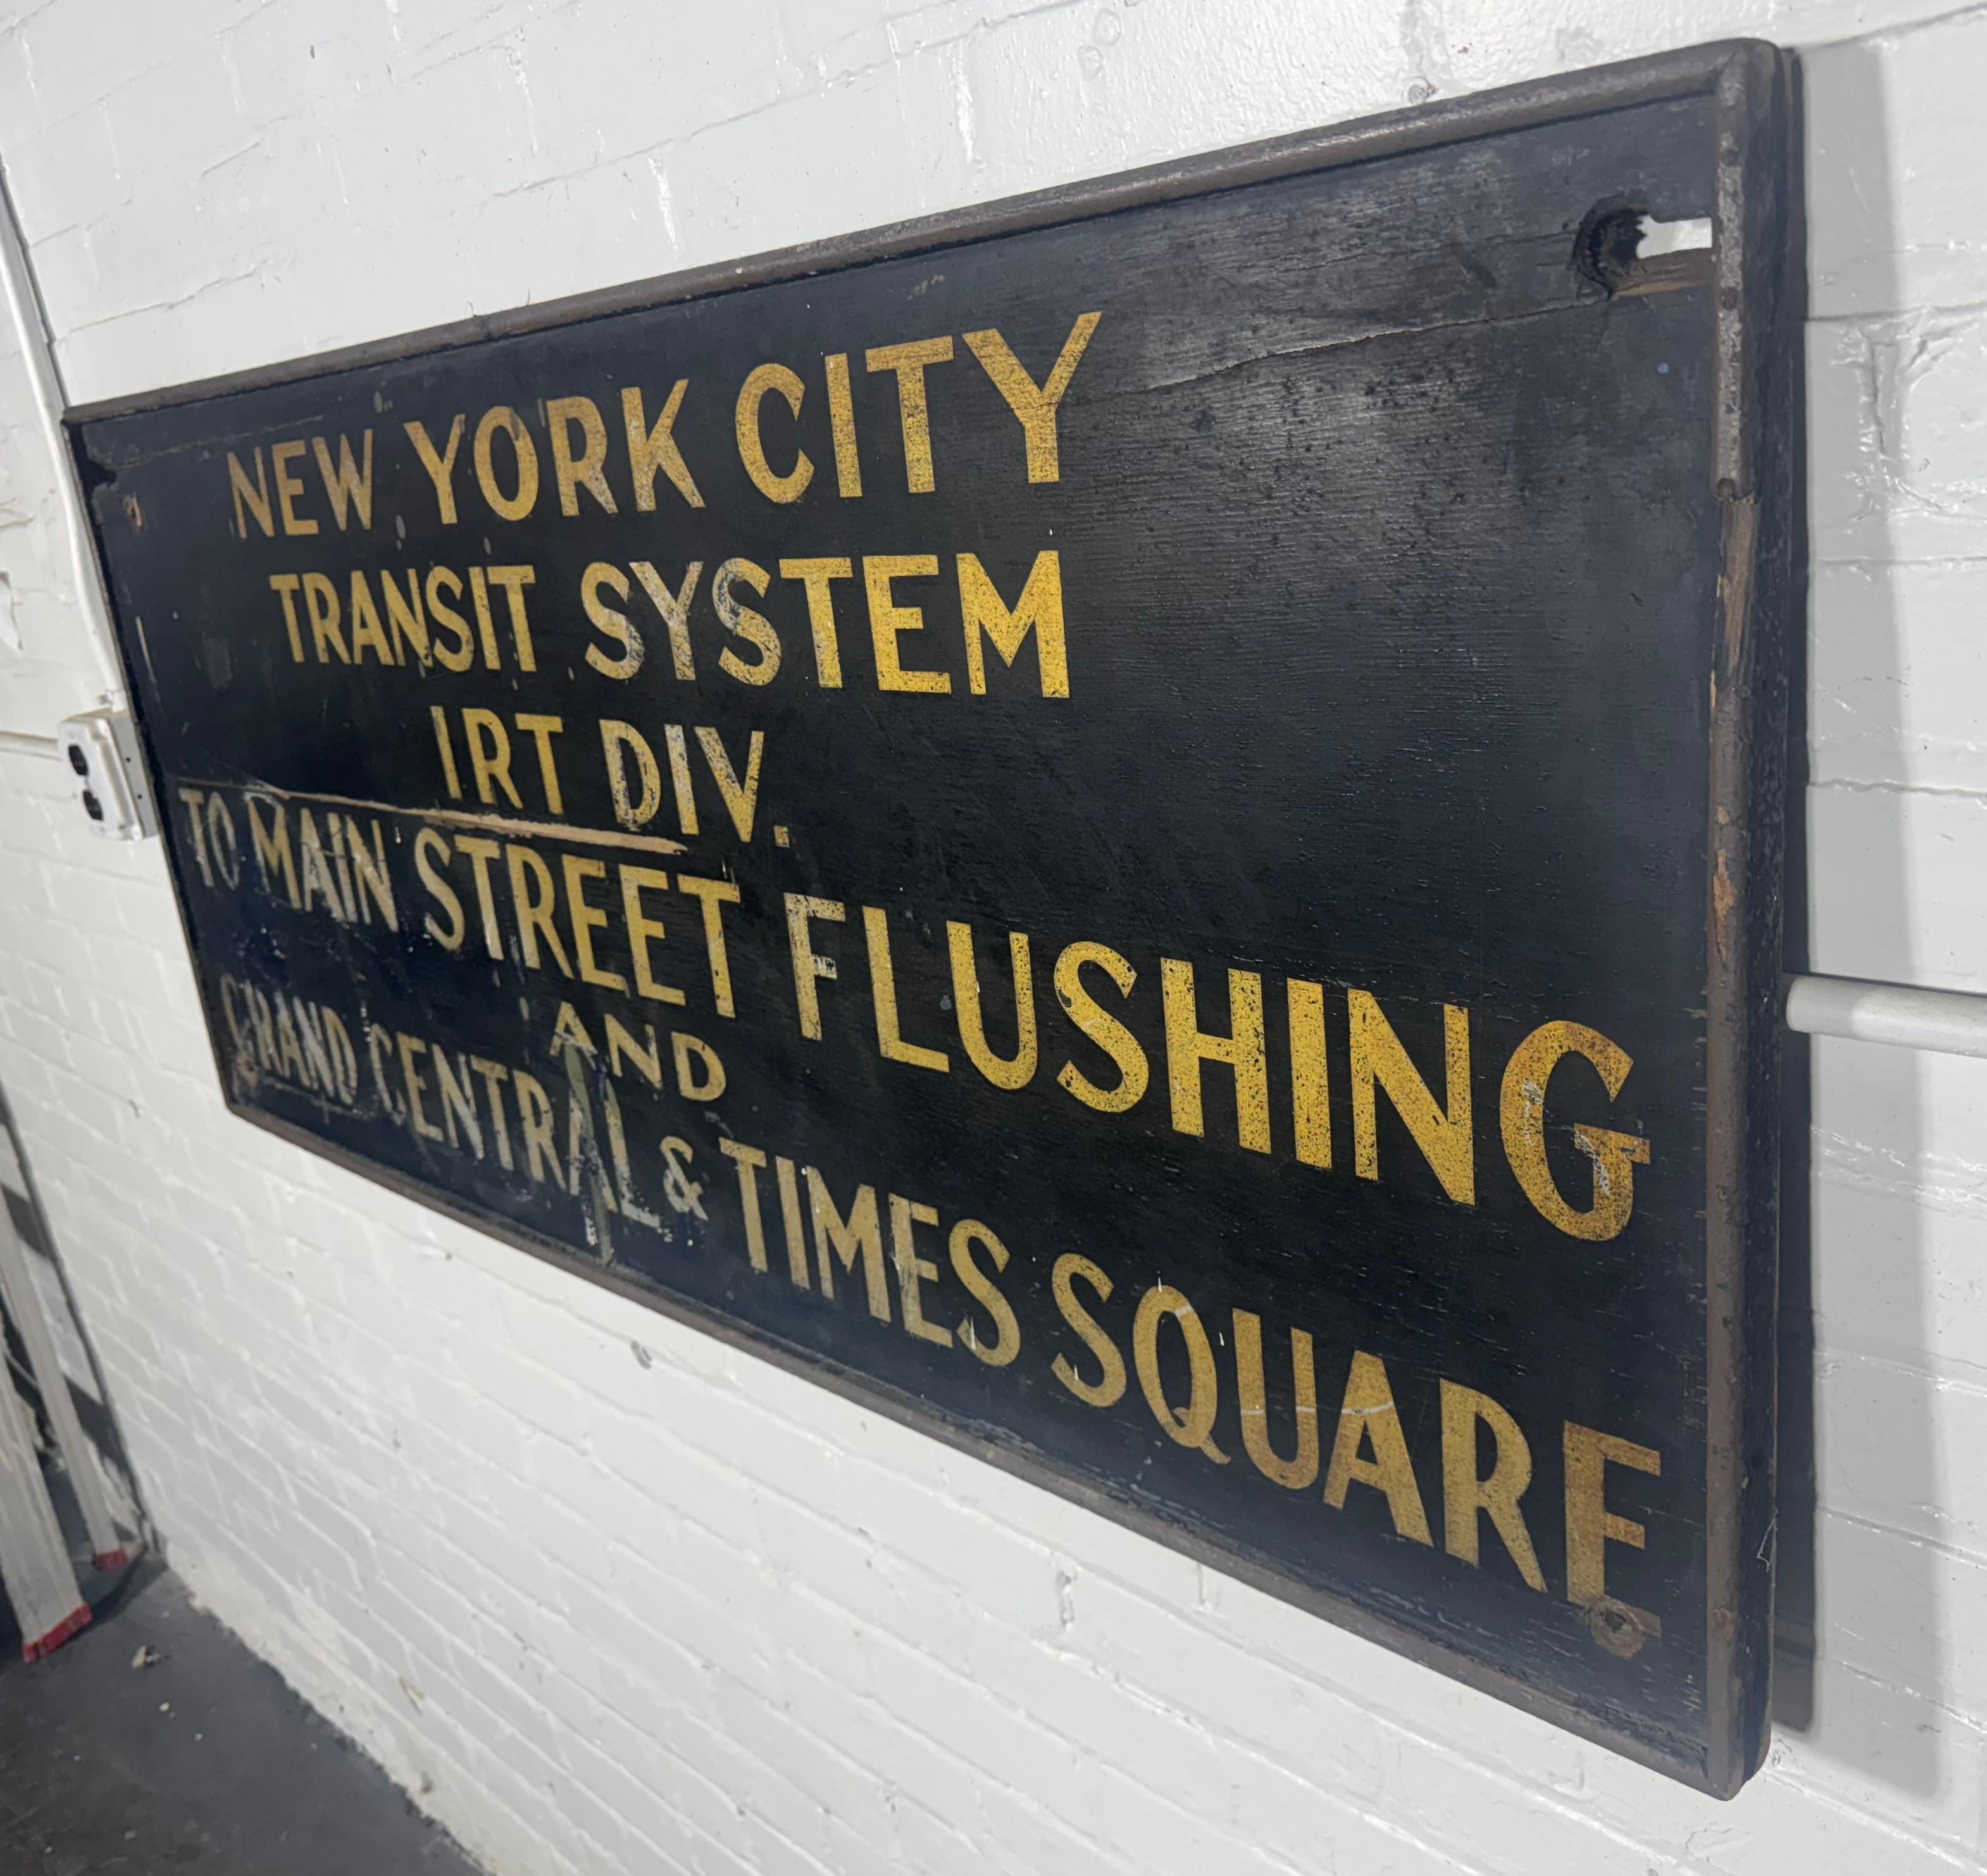 NEW YORK CITY
TRANSIT SYSTEM
IRT DIV.
TO MAIN STREET FLUSHING
AND
GRAND CENTRAL & TIMES SQUARE